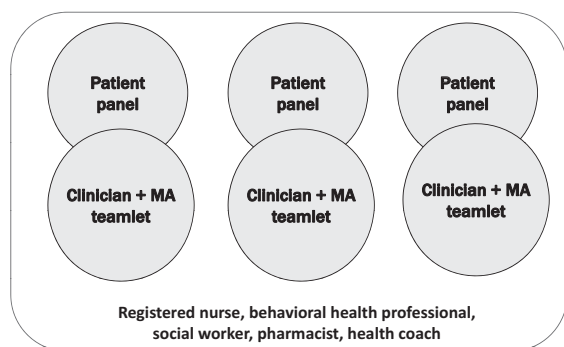 Patient
panel
Patient
panel
Patient
panel
Clinician + MA
teamlet
Clinician + MA
teamlet
Clinician + MA
teamlet
Registered nurse, behavioral health professional,
social worker, pharmacist, health coach